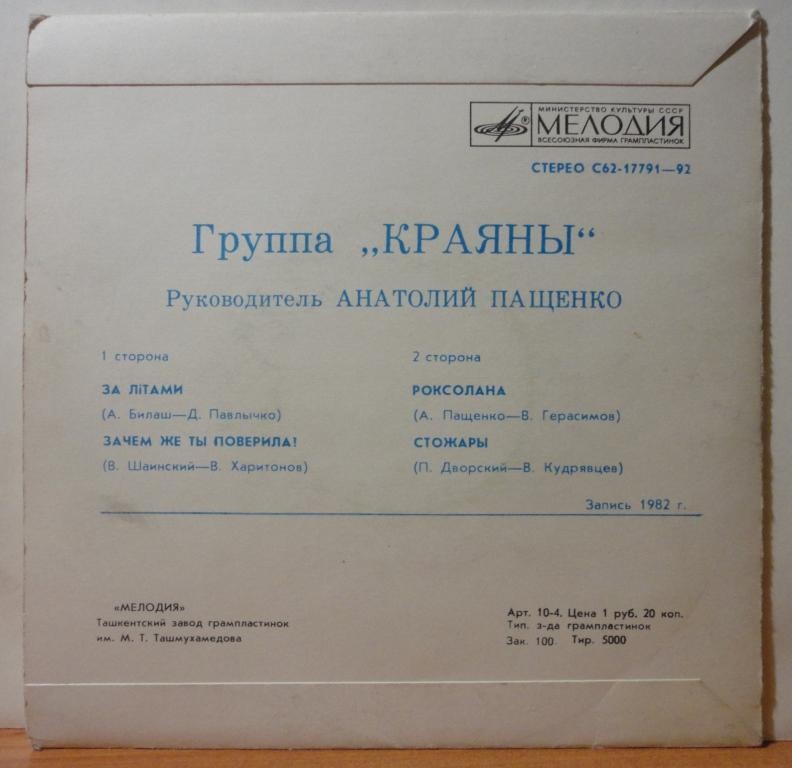 МИНИСТЕРСТВО КУЛЬТУРЫ СССР
МЕЛОДИЯ
ВСЕСОЮЗНАЯ ФИРМА ГРАМПЛАСТИНОК
СТЕРЕО С62-17791—92
Группа „КРАЯНЫ“
Руководитель АНАТОЛИЙ ПАЩЕНКО
1 сторона
ЗА ЛіТАМИ
(А. Билаш—Д. Павлычко)
ЗАЧЕМ ЖЕ ТЫ ПОВЕРИЛА!
(В. Шаинский—В. Харитонов)
2 сторона
РОКСОЛАНА
(А. Пащенко—В. Герасимов)
СТОЖАРЫ
(П. Дворский—В. Кудрявцев)
Запись 1982 г.
«МЕЛОДИЯ»
Ташкентский завод грампластинок
им. М. Т. Ташмухамедова
Арт. 10-4. Цена 1 руб. 20 коп.
Тип. з-да грампластинок
Зак. 100. Тир. 5000